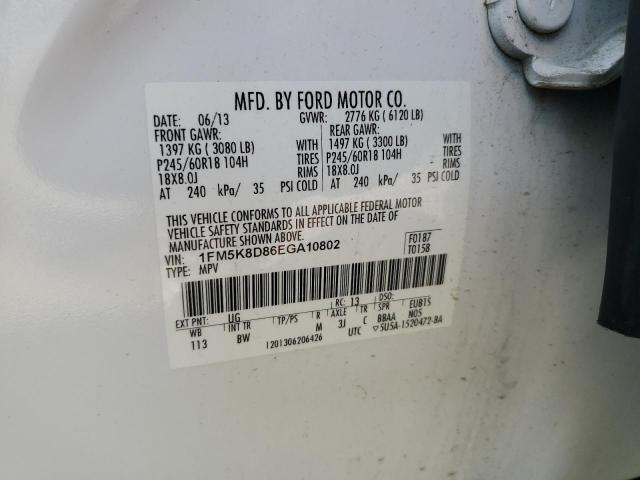 MFD. BY FORD MOTOR CO.
DATE: 06/13 GVWR: 2776 KG ( 6120 LB)
FRONT GAWR: REAR GAWR:
1397 KG ( 3080 LB) WITH 1497 KG ( 3300 LB) WITH
P245/60R18 104H TIRES P245/60R18 104H TIRES
18X8.0J RIMS 18X8.0J RIMS
AT 240 kPa/ 35 PSI COLD AT 240 kPa/ 35 PSI COLD
THIS VEHICLE CONFORMS TO ALL APPLICABLE FEDERAL MOTOR
VEHICLE SAFETY STANDARDS IN EFFECT ON THE DATE OF
MANUFACTURE SHOWN ABOVE.
VIN: 1FM5K8D86EGA10802 F0187
TYPE: MPV T0158
EXT PNT: UG RC: 13 DSO:
WB INT TR TP/PS R AXLE TR SPR EUBTS
113 BW M 3J C BBAA N05
1201306206426 UTC ▽5U5A-1520472-BA